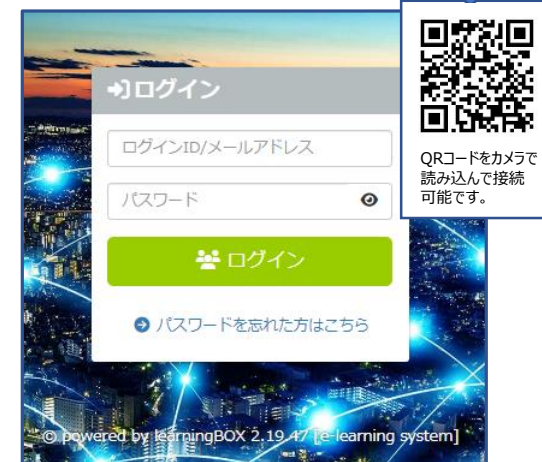 ログイン
ログインID/メールアドレス
パスワード
ログイン
パスワードを忘れた方はこちら
© powered by learningBOX 2.19.47 [e-learning system]
QRコードをカメラで
読み込んで接続
可能です。